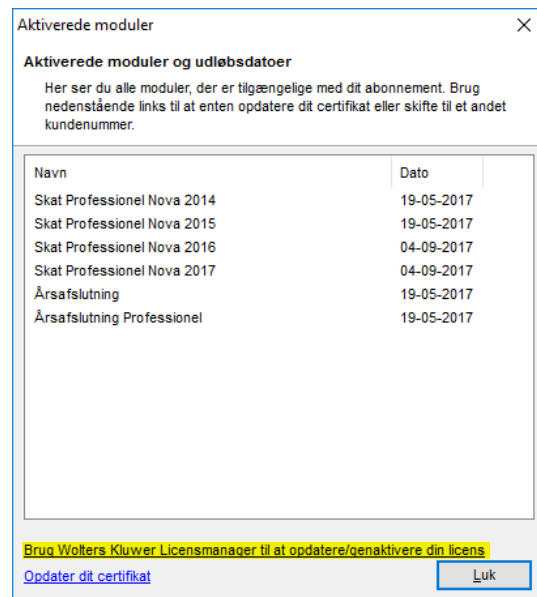 Aktiverede moduler
Aktiverede moduler og udløbsdatoer
Her ser du alle moduler, der er tilgængelige med dit abonnement. Brug
nedenstående links til at enten opdatere dit certifikat eller skifte til et andet
kundenummer.
Navn Dato
Skat Professionel Nova 2014 19-05-2017
Skat Professionel Nova 2015 19-05-2017
Skat Professionel Nova 2016 04-09-2017
Skat Professionel Nova 2017 04-09-2017
Årsafslutning 19-05-2017
Årsafslutning Professionel 19-05-2017
Brug Wolters Kluwer Licensmanager til at opdatere/genaktivere din licens
Opdater dit certifikat Luk